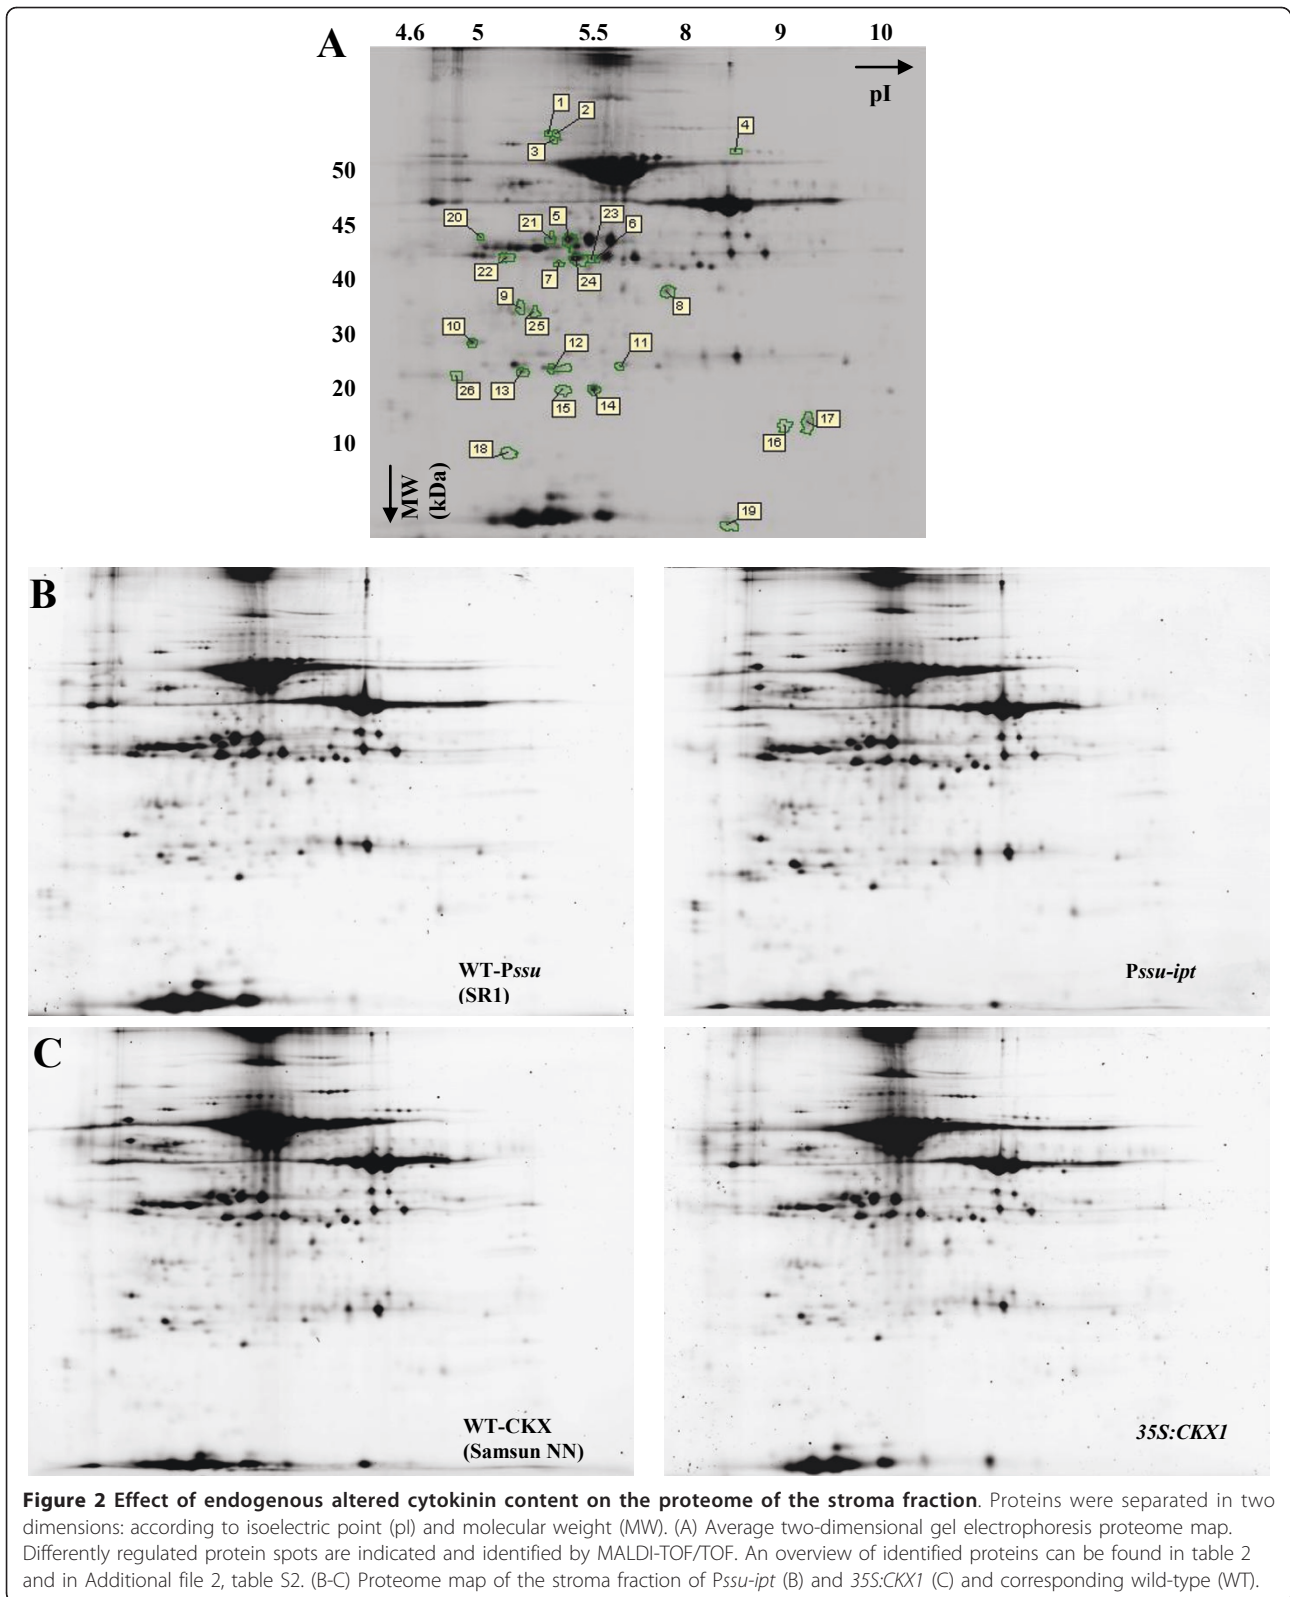 A
4.6 5 5.5 8 9 10
pI
1 2
4
3
50
23
20 21 5 6
45
22 7 24
40
9 8
25
10 12 11
30
26 13 15 14
20
17
16
18
10
MW
(kDa)
19
B
WT-Pssu
(SR1)
Pssu-ipt
C
WT-CKX
(Samsun NN)
35S:CKX1
Figure 2 Effect of endogenous altered cytokinin content on the proteome of the stroma fraction. Proteins were separated in two
dimensions: according to isoelectric point (pI) and molecular weight (MW). (A) Average two-dimensional gel electrophoresis proteome map.
Differently regulated protein spots are indicated and identified by MALDI-TOF/TOF. An overview of identified proteins can be found in table 2
and in Additional file 2, table S2. (B-C) Proteome map of the stroma fraction of Pssu-ipt (B) and 35S:CKX1 (C) and corresponding wild-type (WT).